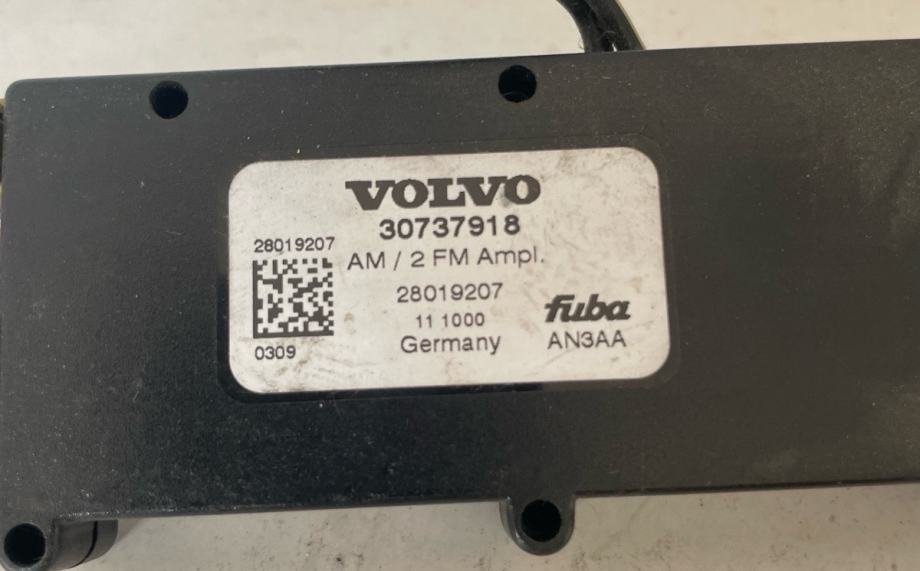 VOLVO
30737918
28019207
AM / 2 FM Ampl.
28019207
fuba
11 1000
0309
Germany
AN3AA